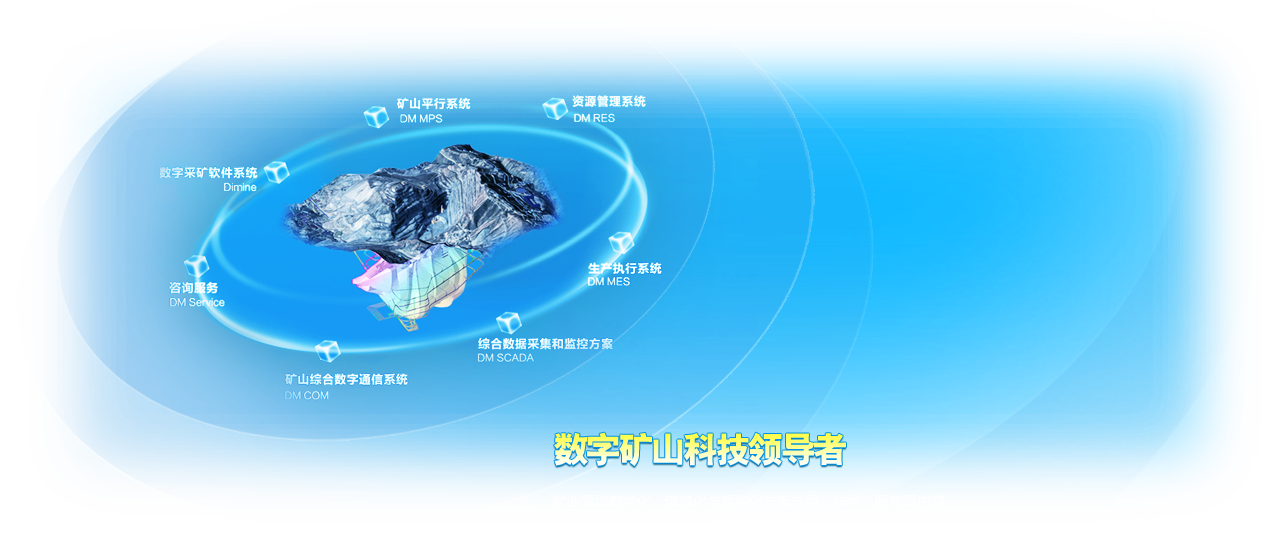 矿山平行系统
DM MPS
资源管理系统
DM RES
数字采矿软件系统
Dimine
生产执行系统
DM MES
咨询服务
DM Service
综合数据采集和监控方案
DM SCADA
矿山综合数字通信系统
DM COM
数字矿山科技领导者